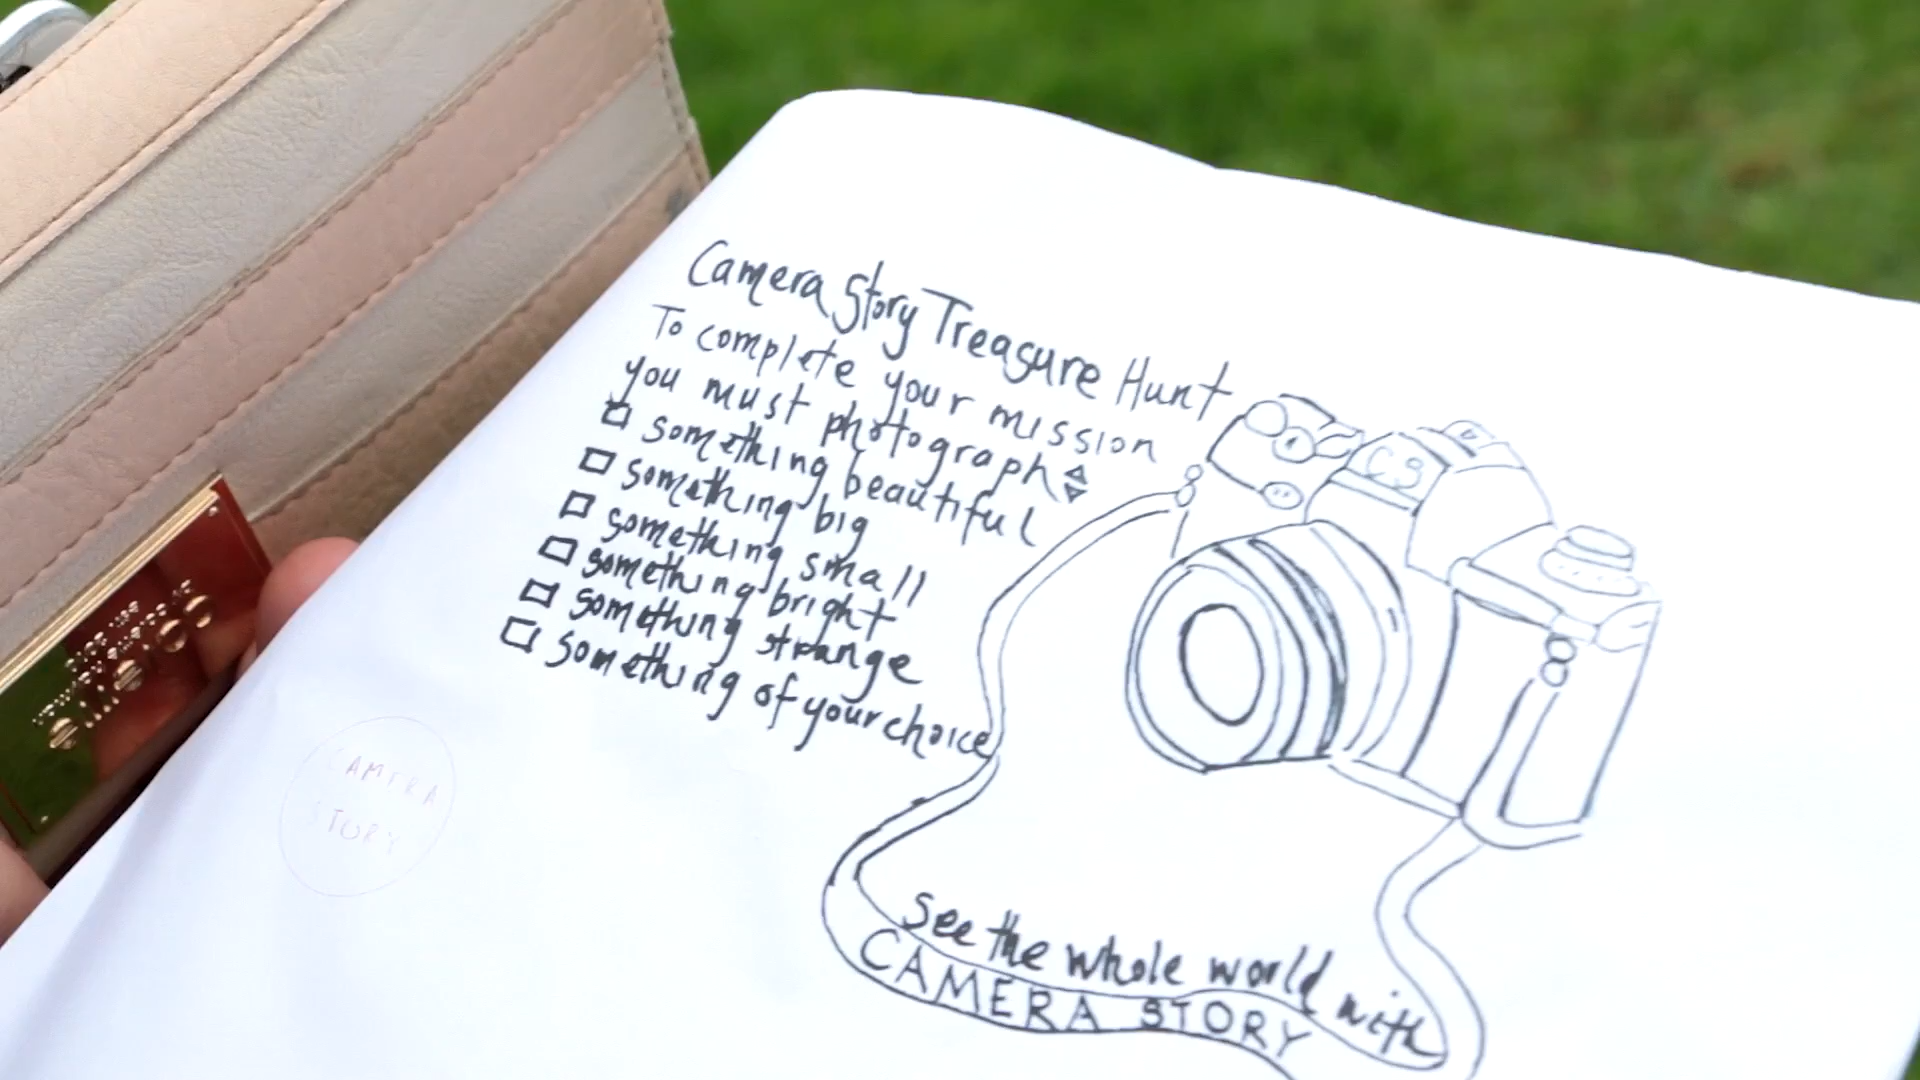 Camera Story Treasure Hunt
To complete your mission
you must photograph
something beautiful
something big
something small
something bright
something strange
something of your choice
CS
see the whole world with
CAMERA STORY
CAMERA
STORY